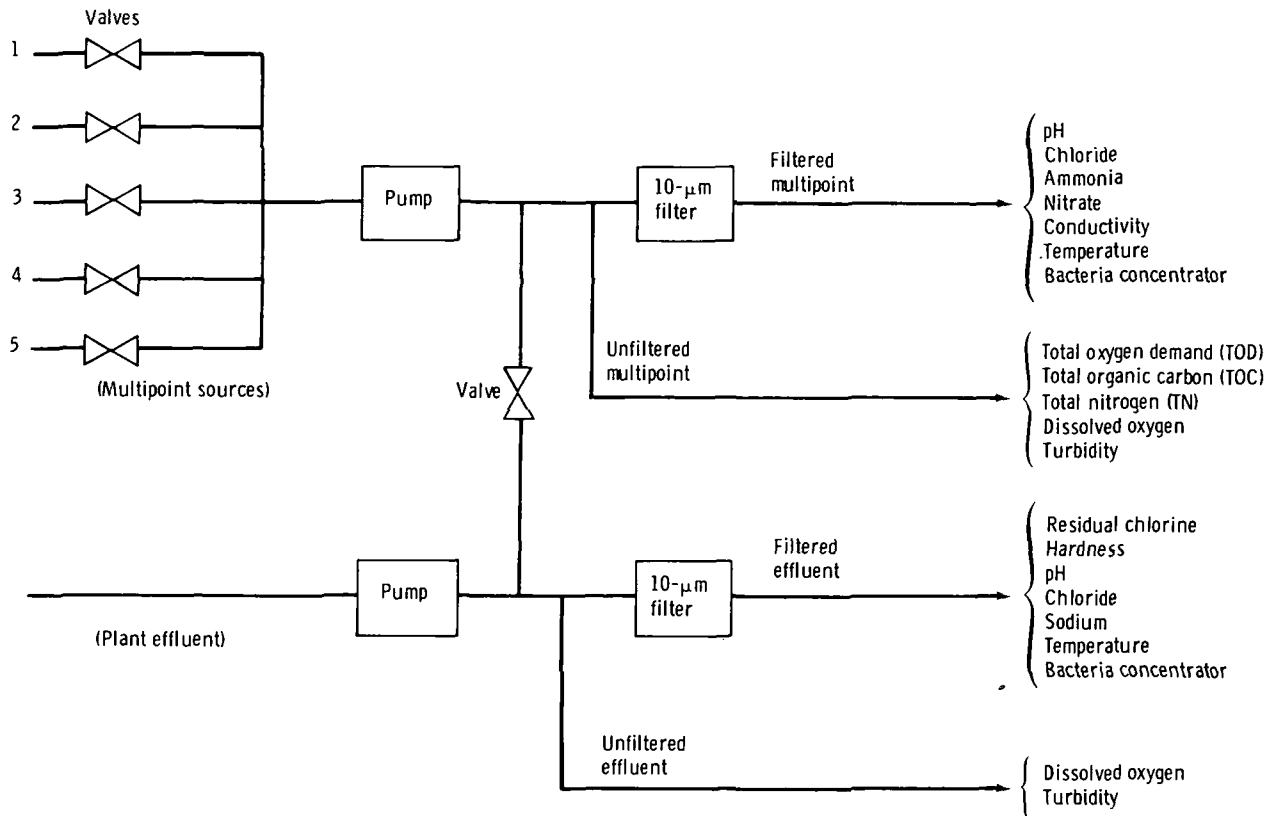 Valves
1
2
3
4
5
(Multipoint sources)
Pump
10-μm
filter
Filtered
multipoint
pH
Chloride
Ammonia
Nitrate
Conductivity
Temperature
Bacteria concentrator
Unfiltered
multipoint
Total oxygen demand (TOD)
Total organic carbon (TOC)
Total nitrogen (TN)
Dissolved oxygen
Turbidity
Valve
(Plant effluent)
Pump
10-μm
filter
Filtered
effluent
Residual chlorine
Hardness
pH
Chloride
Sodium
Temperature
Bacteria concentrator
Unfiltered
effluent
Dissolved oxygen
Turbidity